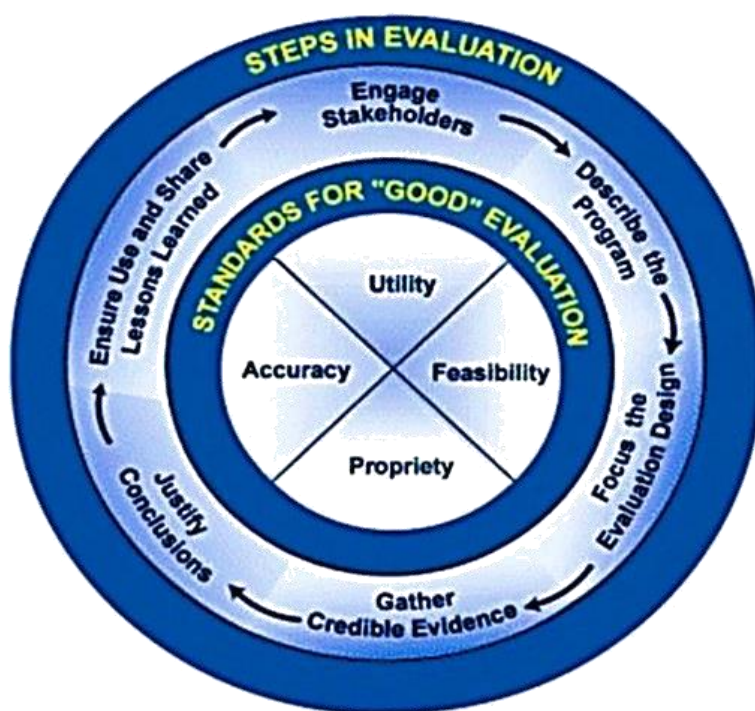 STEPS IN EVALUATION
Engage
Stakeholders
Describe the
Program
Focus the
Evaluation Design
Gather
Credible Evidence
Justify
Conclusions
Ensure Use and Share
Lessons Learned
STANDARDS FOR "GOOD" EVALUATION
Utility
Accuracy
Feasibility
Propriety